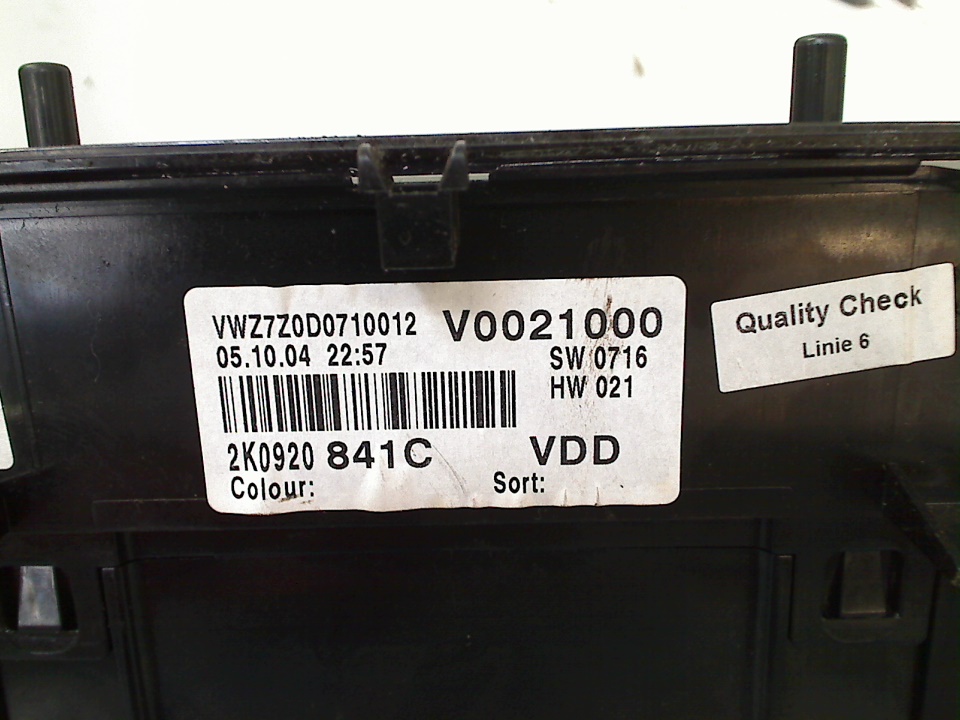 VWZ7Z0D0710012 V0021000
05.10.04 22:57 SW 0716
HW 021
2K0920 841C VDD
Colour: Sort:
Quality Check
Linie 6